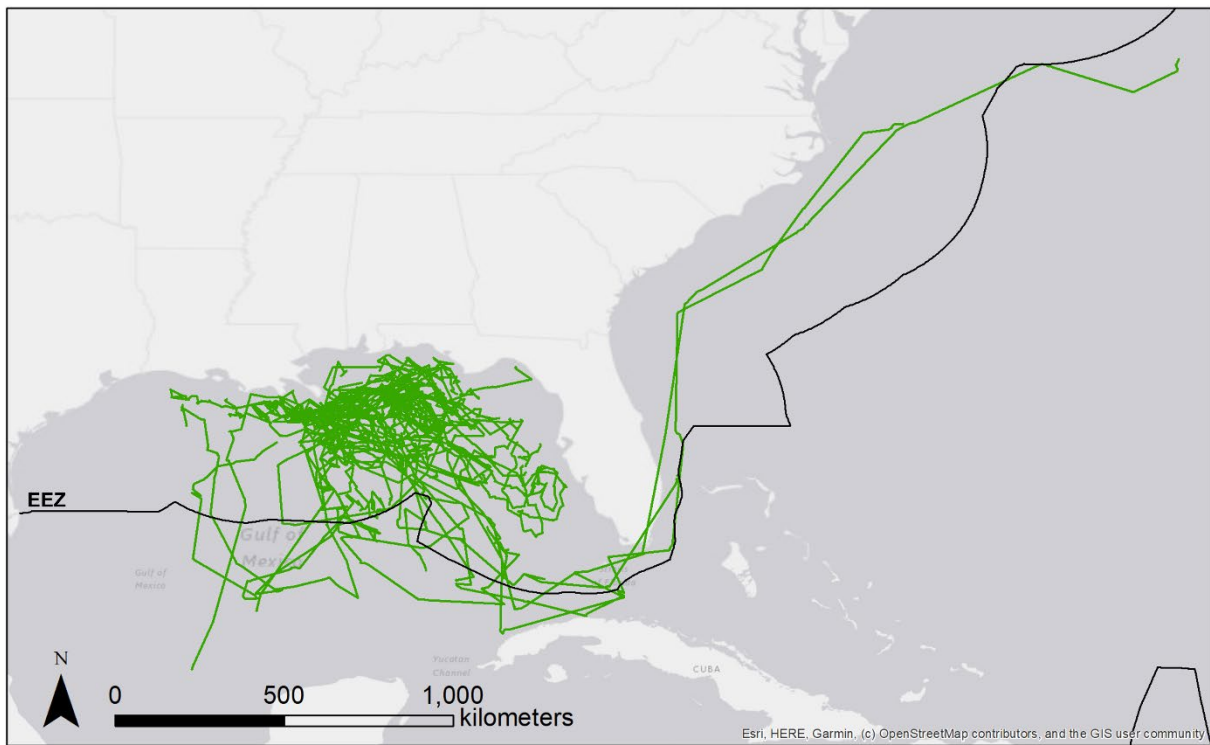 EEZ
Gulf of
Mexico
Gulf of
Mexico
Yucatan
Channel
CUBA
N
0 500 1,000
kilometers
Esri, HERE, Garmin, (c) OpenStreetMap contributors, and the GIS user community